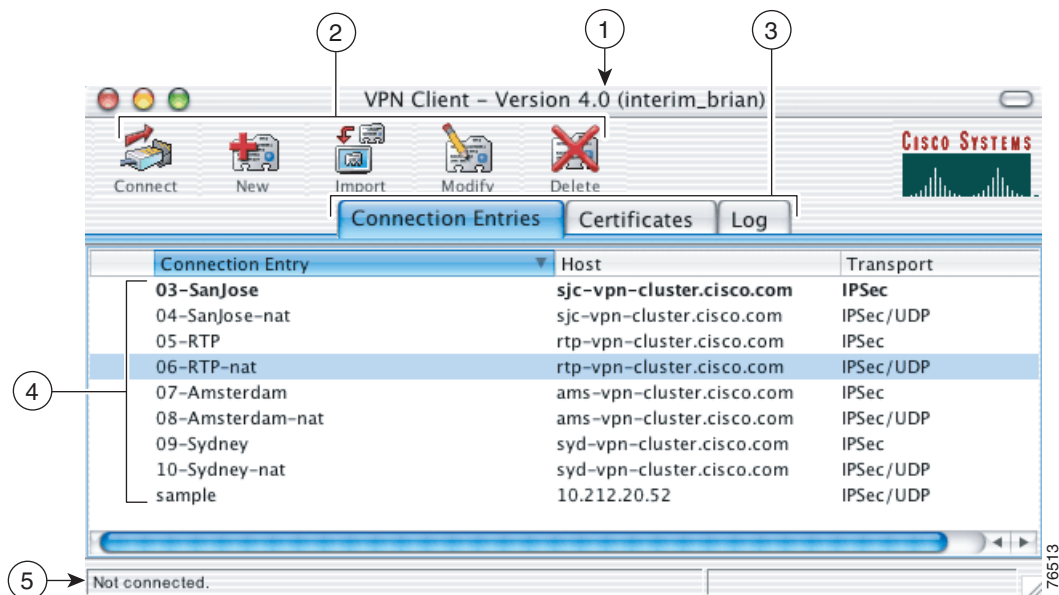 2 1 3
VPN Client – Version 4.0 (interim_brian)
CISCO SYSTEMS
Connect New Import Modify Delete
Connection Entries Certificates Log
Connection Entry Host Transport
03-SanJose sjc-vpn-cluster.cisco.com IPSec
04-SanJose-nat sjc-vpn-cluster.cisco.com IPSec/UDP
05-RTP rtp-vpn-cluster.cisco.com IPSec
06-RTP-nat rtp-vpn-cluster.cisco.com IPSec/UDP
4 07-Amsterdam ams-vpn-cluster.cisco.com IPSec
08-Amsterdam-nat ams-vpn-cluster.cisco.com IPSec/UDP
09-Sydney syd-vpn-cluster.cisco.com IPSec
10-Sydney-nat syd-vpn-cluster.cisco.com IPSec/UDP
sample 10.212.20.52 IPSec/UDP
5 Not connected.
76513